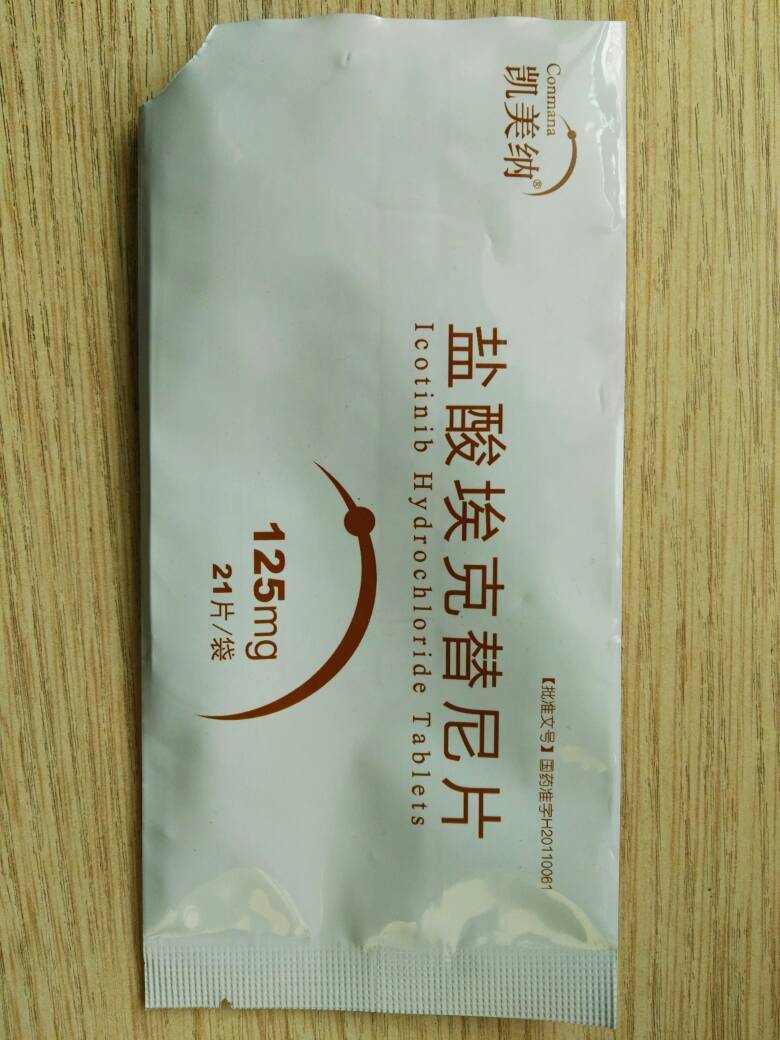 Conmana
凯美纳®
盐酸埃克替尼片
Icotinib Hydrochloride Tablets
125mg
21片/袋
【批准文号】国药准字H20110061